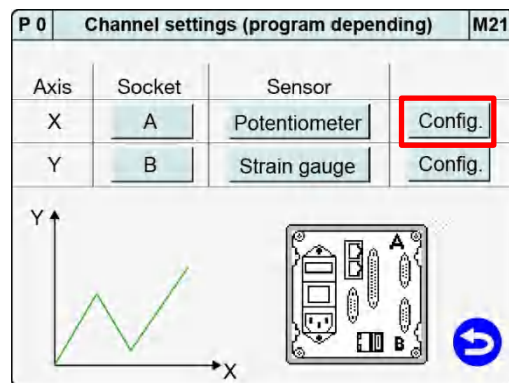 P 0 Channel settings (program depending) M21
Axis Socket Sensor
X A Potentiometer Config.
Y B Strain gauge Config.
Y
A
B
X